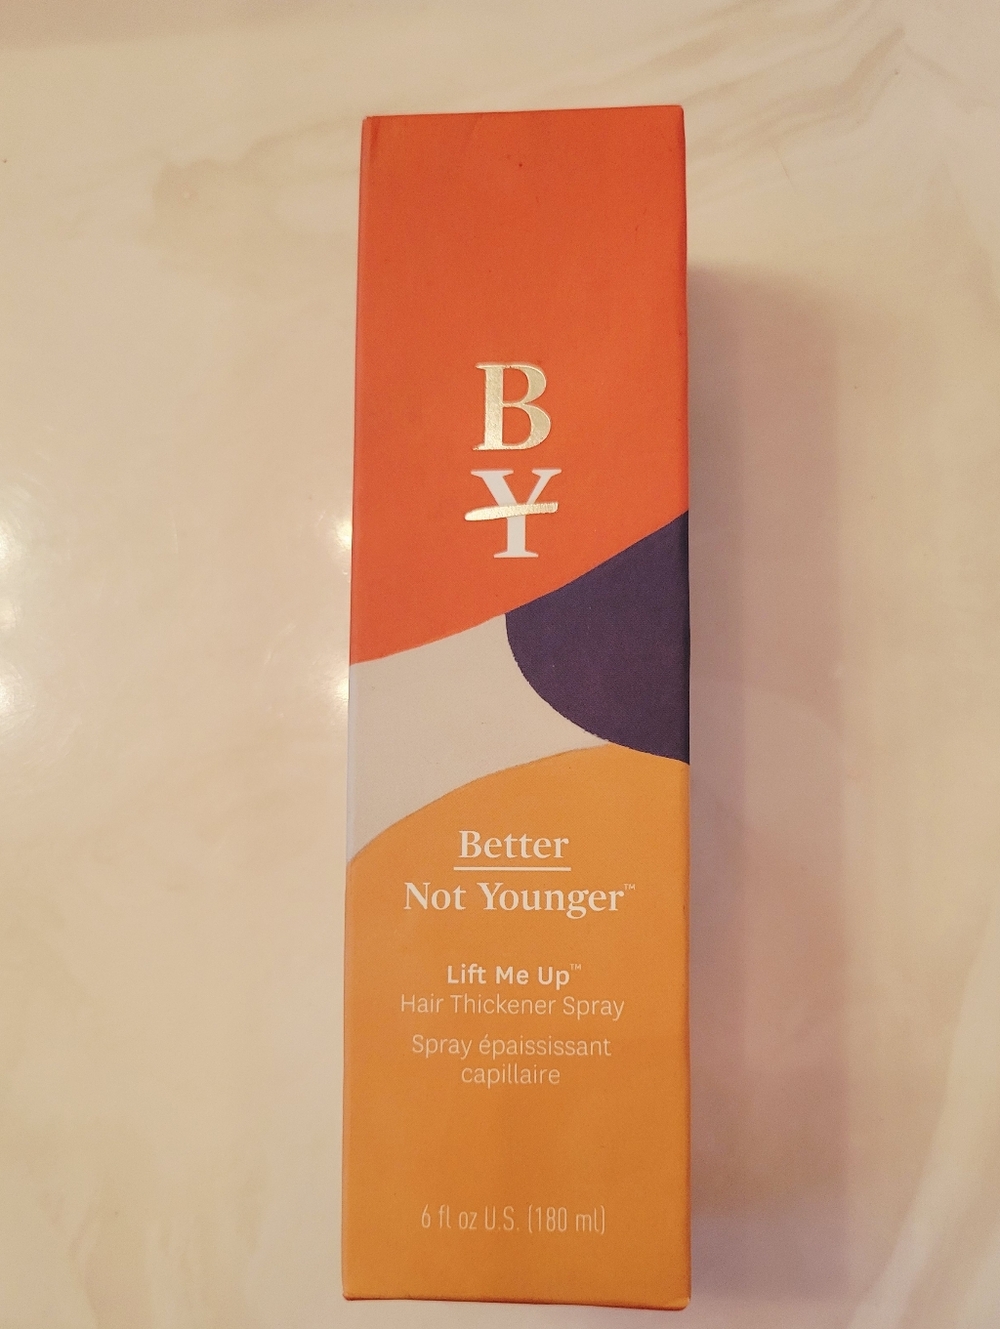 B
Y
Better
Not Younger™
Lift Me Up™
Hair Thickener Spray
Spray épaississant
capillaire
6 fl oz U.S. (180 ml)